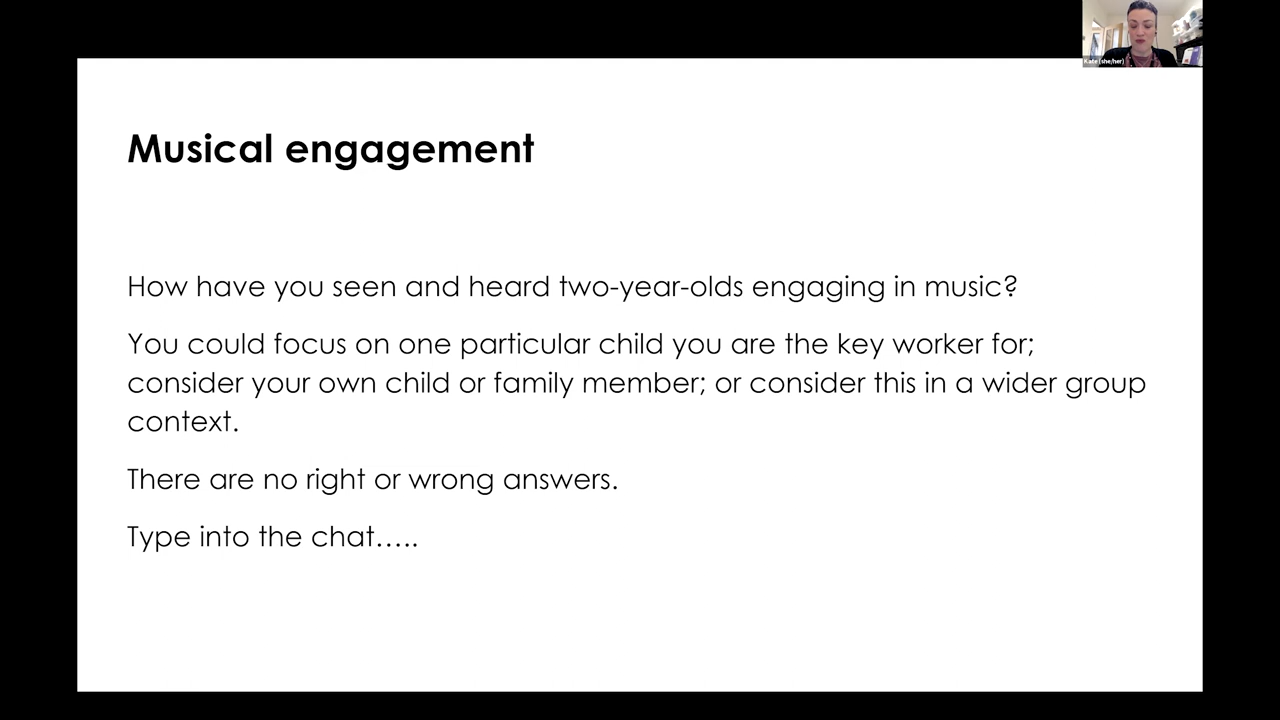 Kate (she/her)
Musical engagement
How have you seen and heard two-year-olds engaging in music?
You could focus on one particular child you are the key worker for;
consider your own child or family member; or consider this in a wider group
context.
There are no right or wrong answers.
Type into the chat…..